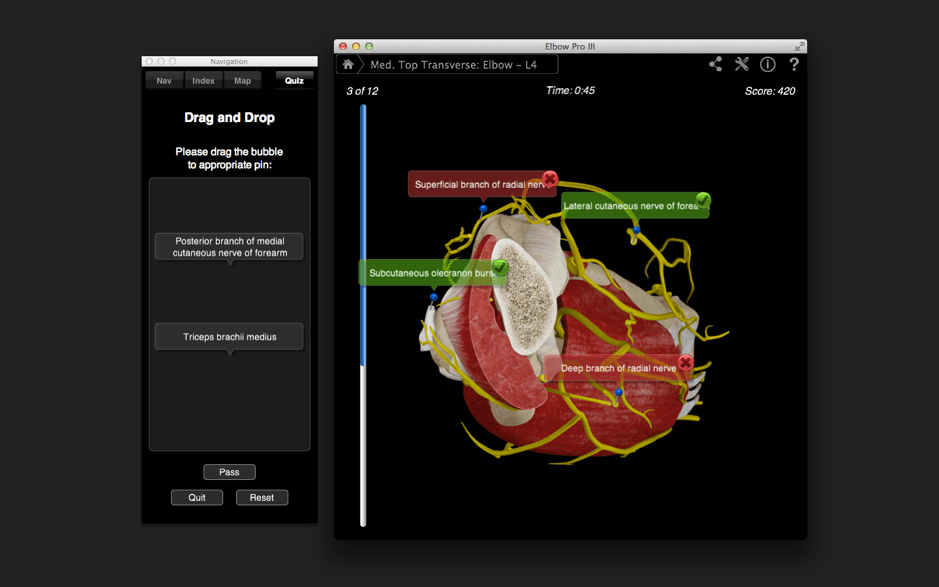 Navigation
Nav
Index
Map
Quiz
Drag and Drop
Please drag the bubble
to appropriate pin:
Posterior branch of medial
cutaneous nerve of forearm
Triceps brachii medius
Pass
Quit
Reset
Elbow Pro III
Med. Top Transverse: Elbow – L4
?
3 of 12
Time: 0:45
Score: 420
Superficial branch of radial nerv
Lateral cutaneous nerve of forea
Subcutaneous olecranon burs
Deep branch of radial nerve